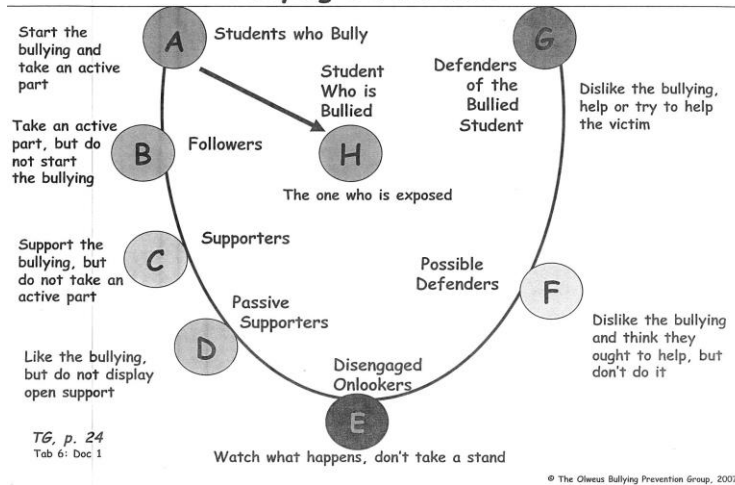 Start the
bullying and
take an active
part
A
Students who Bully
Student
Who is
Bullied
H
The one who is exposed
Take an active
part, but do
not start
the bullying
B
Followers
Support the
bullying, but
do not take an
active part
C
Supporters
Like the bullying,
but do not display
open support
D
Passive
Supporters
Disengaged
Onlookers
E
Watch what happens, don't take a stand
Possible
Defenders
F
Dislike the bullying
and think they
ought to help, but
don't do it
Defenders
of the
Bullied
Student
G
Dislike the bullying,
help or try to help
the victim
TG, p. 24
Tab 6: Doc 1
© The Olweus Bullying Prevention Group, 2007